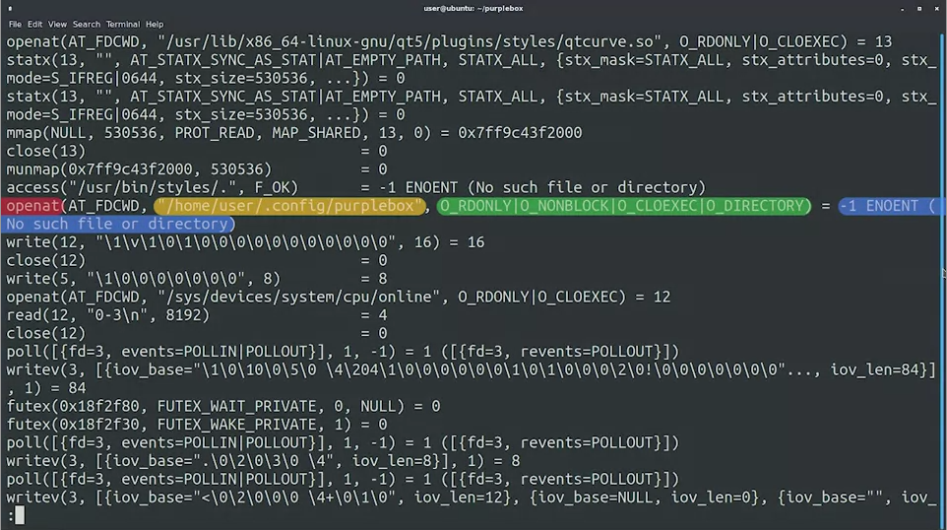 user@ubuntu: ~/purplebox
File Edit View Search Terminal Help
openat(AT_FDCWD, "/usr/lib/x86_64-linux-gnu/qt5/plugins/styles/qtcurve.so", O_RDONLY|O_CLOEXEC) = 13
statx(13, "", AT_STATX_SYNC_AS_STAT|AT_EMPTY_PATH, STATX_ALL, {stx_mask=STATX_ALL, stx_attributes=0, stx_
mode=S_IFREG|0644, stx_size=530536, ...}) = 0
statx(13, "", AT_STATX_SYNC_AS_STAT|AT_EMPTY_PATH, STATX_ALL, {stx_mask=STATX_ALL, stx_attributes=0, stx_
mode=S_IFREG|0644, stx_size=530536, ...}) = 0
mmap(NULL, 530536, PROT_READ, MAP_SHARED, 13, 0) = 0x7ff9c43f2000
close(13) = 0
munmap(0x7ff9c43f2000, 530536) = 0
access("/usr/bin/styles/.", F_OK) = -1 ENOENT (No such file or directory)
openat(AT_FDCWD, "/home/user/.config/purplebox", O_RDONLY|O_NONBLOCK|O_CLOEXEC|O_DIRECTORY) = -1 ENOENT (
No such file or directory)
write(12, "\1\v\1\0\1\0\0\0\0\0\0\0\0\0\0\0", 16) = 16
close(12) = 0
write(5, "\1\0\0\0\0\0\0\0", 8) = 8
openat(AT_FDCWD, "/sys/devices/system/cpu/online", O_RDONLY|O_CLOEXEC) = 12
read(12, "0-3\n", 8192) = 4
close(12) = 0
poll([{fd=3, events=POLLIN|POLLOUT}], 1, -1) = 1 ([{fd=3, revents=POLLOUT}])
writev(3, [{iov_base="\1\0\10\0\5\0 \4\204\1\0\0\0\0\0\0\1\0\1\0\0\0\2\0!\0\0\0\0\0\0\0"..., iov_len=84}]
, 1) = 84
futex(0x18f2f80, FUTEX_WAIT_PRIVATE, 0, NULL) = 0
futex(0x18f2f30, FUTEX_WAKE_PRIVATE, 1) = 0
poll([{fd=3, events=POLLIN|POLLOUT}], 1, -1) = 1 ([{fd=3, revents=POLLOUT}])
writev(3, [{iov_base=".\0\2\0\3\0 \4", iov_len=8}], 1) = 8
poll([{fd=3, events=POLLIN|POLLOUT}], 1, -1) = 1 ([{fd=3, revents=POLLOUT}])
writev(3, [{iov_base="<\0\2\0\0\0 \4+\0\1\0", iov_len=12}, {iov_base=NULL, iov_len=0}, {iov_base="", iov_
: